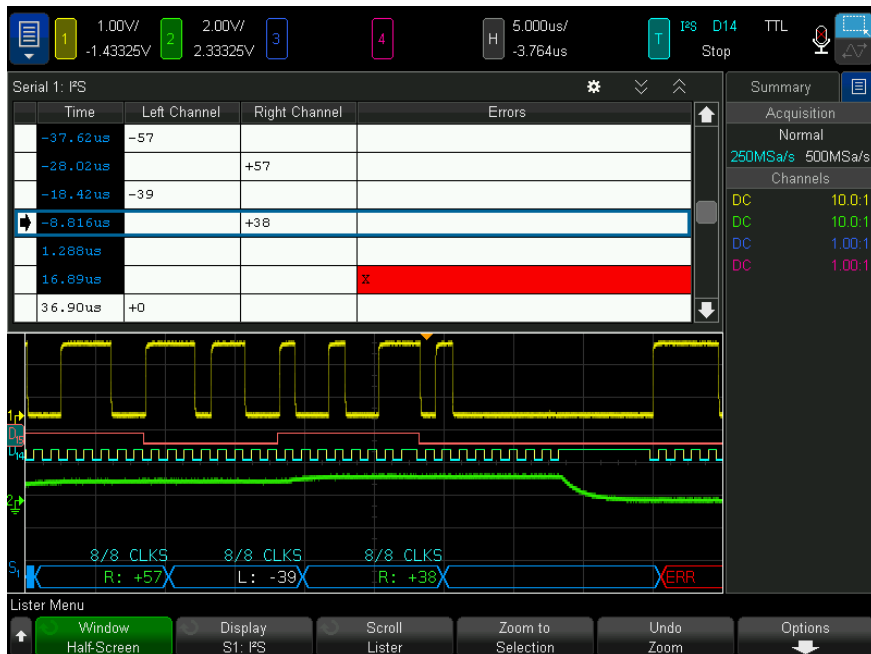 1 1.00V/ 2 2.00V/ 3 4 H 5.000us/ T I²S D14 TTL
-1.43325V 2.33325V -3.764us Stop
Serial 1: I²S
Summary
Time Left Channel Right Channel Errors
-37.62us -57
-28.02us +57
-18.42us -39
-8.816us +38
1.288us
16.89us X
36.90us +0
Acquisition
Normal
250MSa/s 500MSa/s
Channels
DC 10.0:1
DC 10.0:1
DC 1.00:1
DC 1.00:1
1
D15
D14
2
8/8 CLKS 8/8 CLKS 8/8 CLKS
S1 R: +57 L: -39 R: +38 ERR
Lister Menu
Window Display Scroll Zoom to Undo Options
Half-Screen S1: I²S Lister Selection Zoom